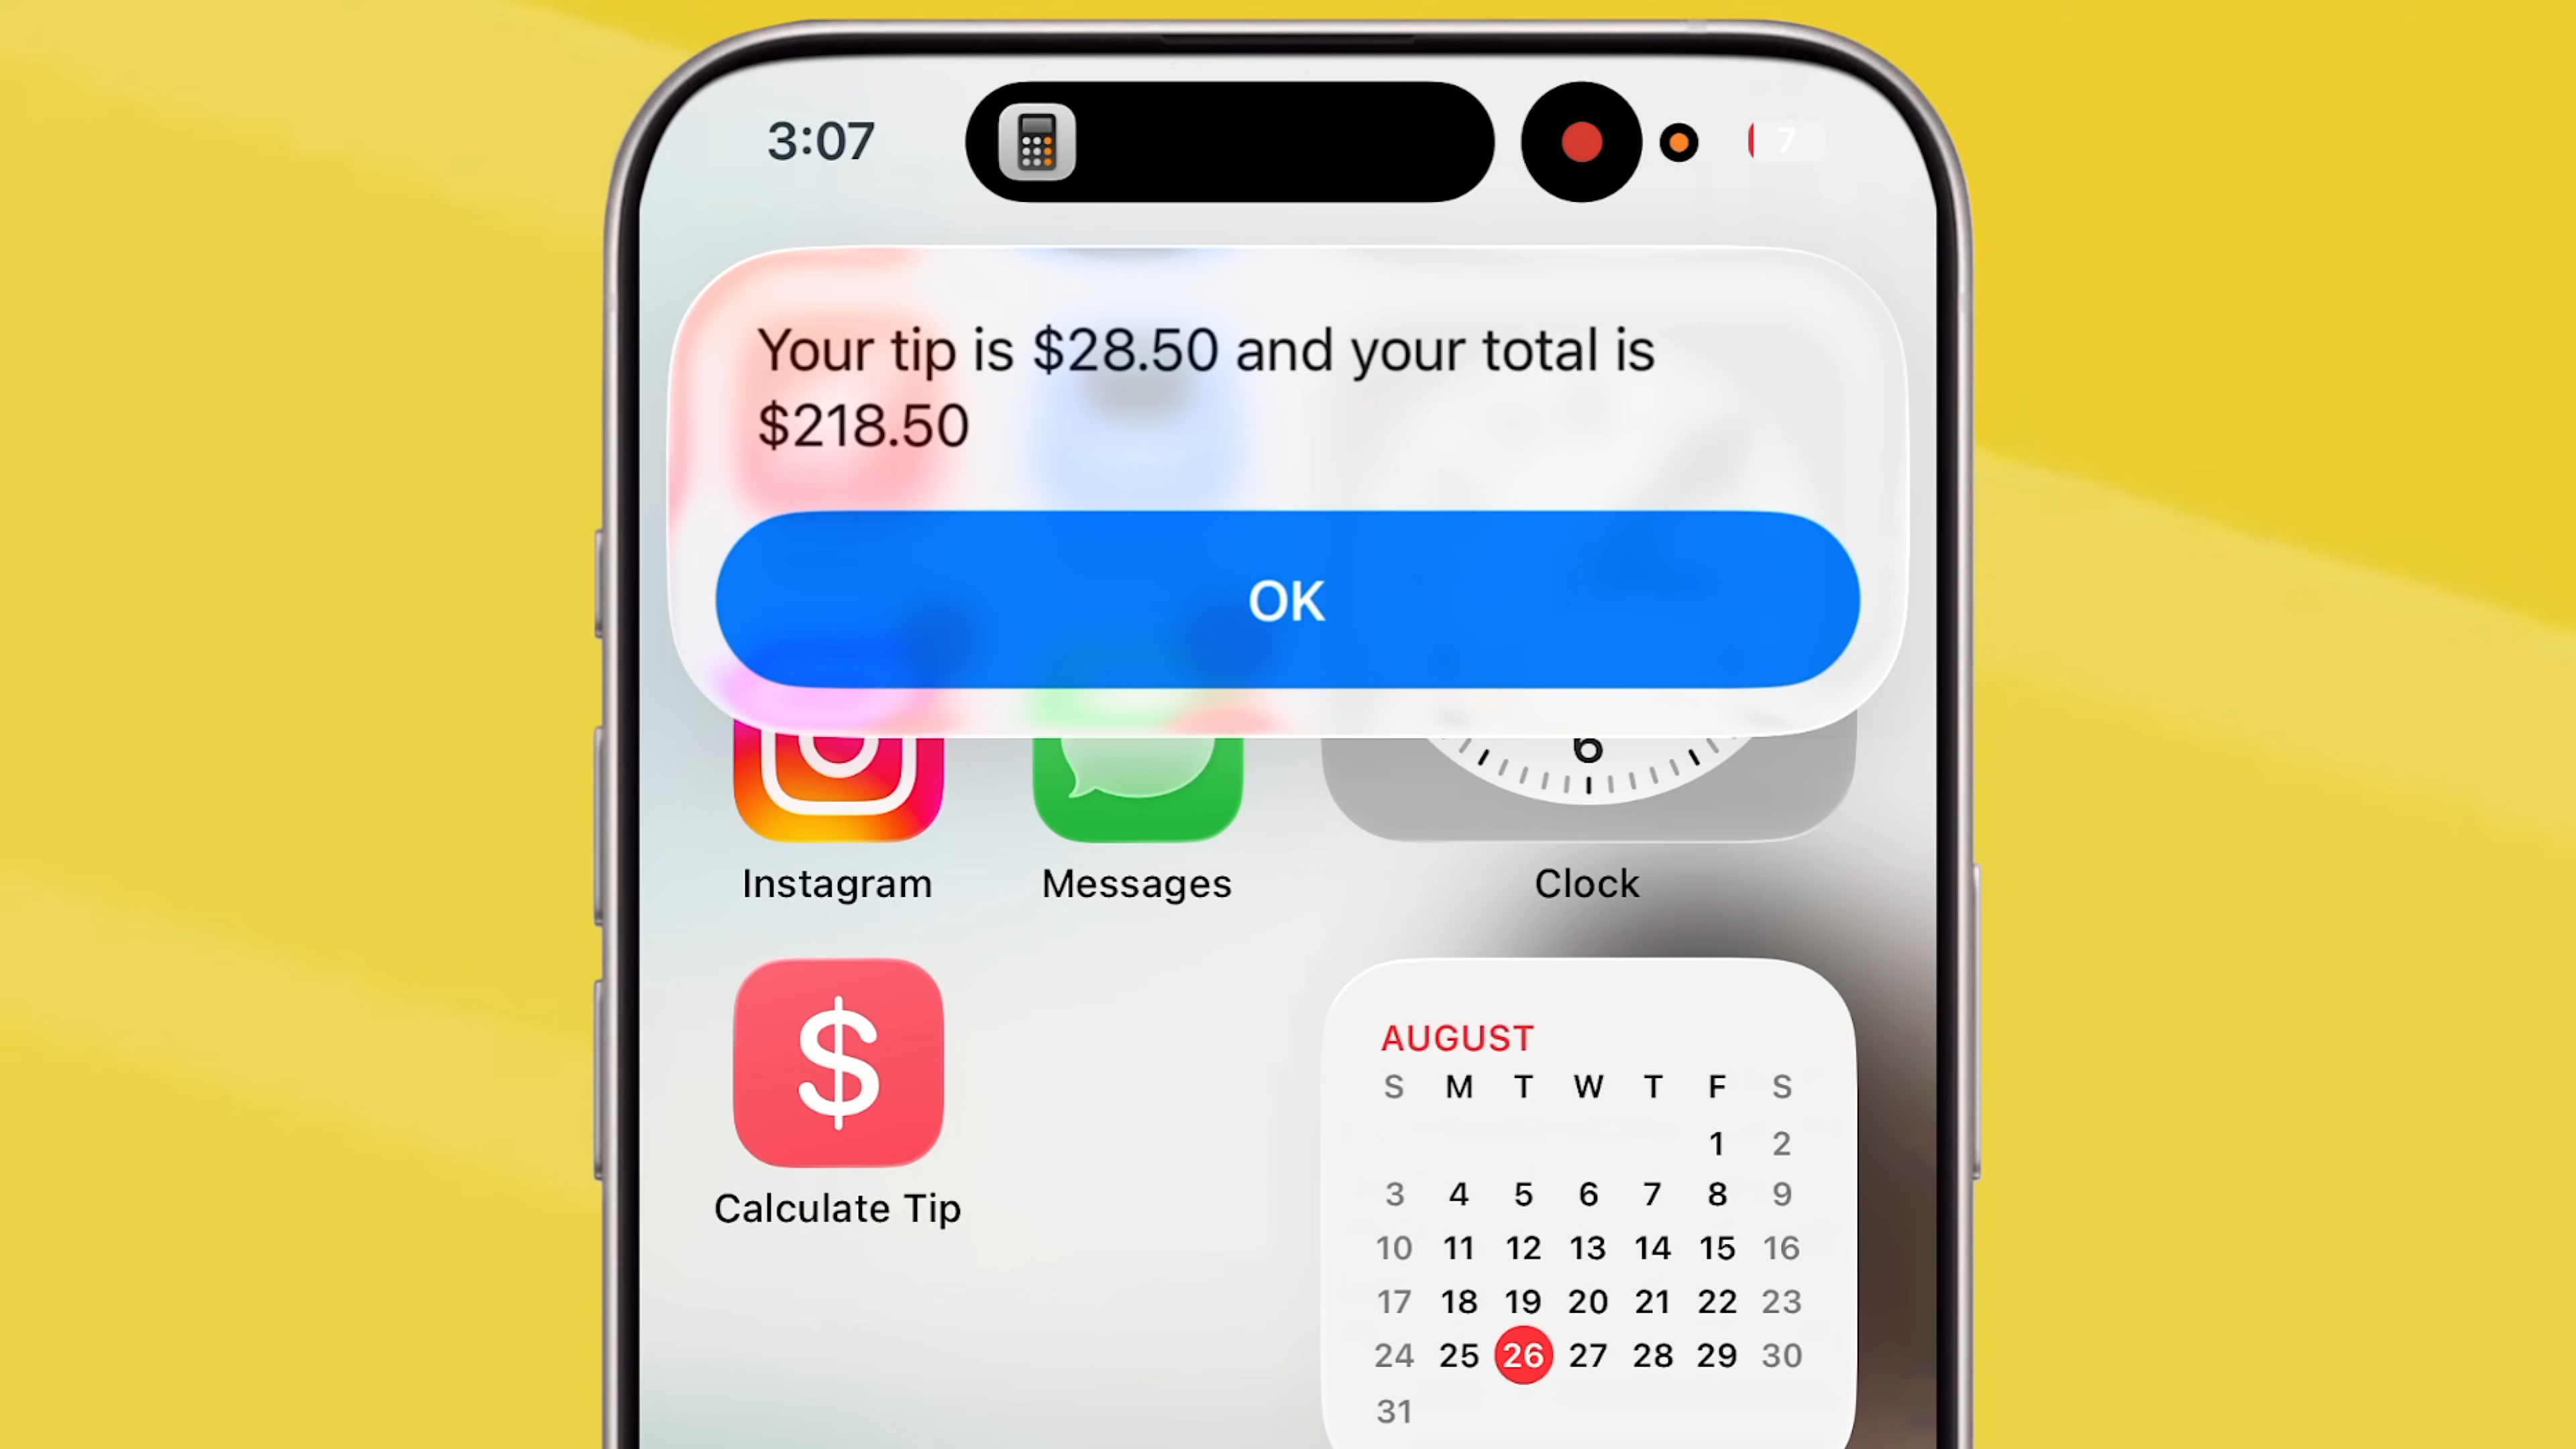 3:07
7
Your tip is $28.50 and your total is
$218.50
OK
6
Instagram
Messages
Clock
$
Calculate Tip
AUGUST
S M T W T F S
1 2
3 4 5 6 7 8 9
10 11 12 13 14 15 16
17 18 19 20 21 22 23
24 25 26 27 28 29 30
31